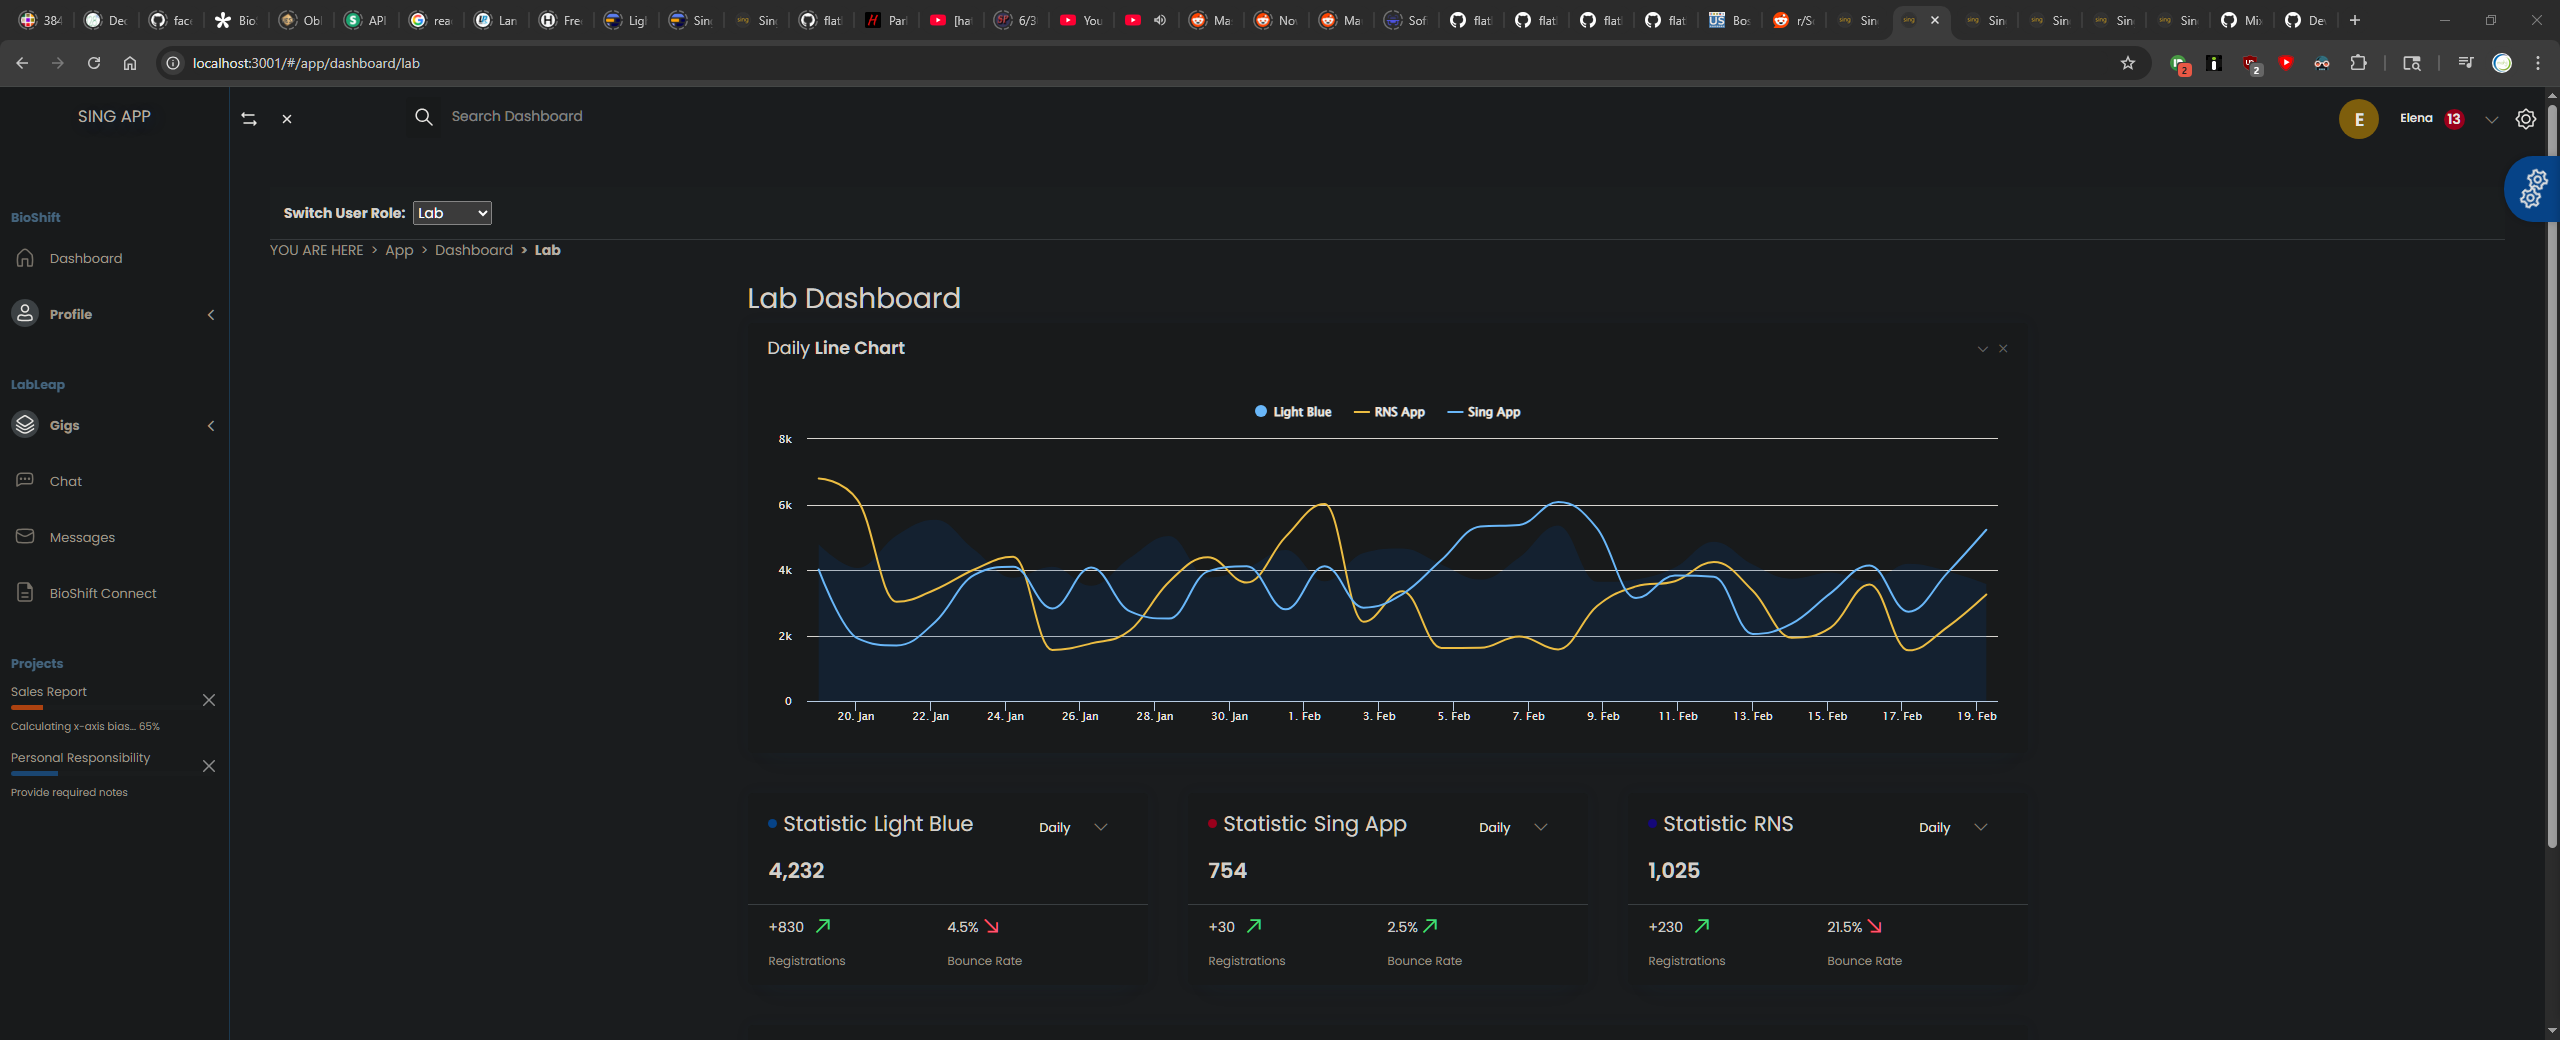 384
Dec
face
Bio
Ob
API
rea
Lan
Fre
Ligh
Sin
Sing
flat
Par
[ha
6/3
You
Ma
No
Ma
Sof
flat
flat
flat
flat
Bos
r/S
Sin
Sin
Sin
Sin
Sin
Mix
De
localhost:3001/#/app/dashboard/lab
2
2
SING APP
Search Dashboard
E
Elena
13
Switch User Role: Lab
YOU ARE HERE > App > Dashboard > Lab
BioShift
Dashboard
Profile
LabLeap
Gigs
Chat
Messages
BioShift Connect
Projects
Sales Report
Calculating x-axis bias... 65%
Personal Responsibility
Provide required notes
Lab Dashboard
Daily Line Chart
Light Blue RNS App Sing App
8k
6k
4k
2k
0
20. Jan 22. Jan 24. Jan 26. Jan 28. Jan 30. Jan 1. Feb 3. Feb 5. Feb 7. Feb 9. Feb 11. Feb 13. Feb 15. Feb 17. Feb 19. Feb
Statistic Light Blue Daily
4,232
+830 4.5%
Registrations Bounce Rate
Statistic Sing App Daily
754
+30 2.5%
Registrations Bounce Rate
Statistic RNS Daily
1,025
+230 21.5%
Registrations Bounce Rate